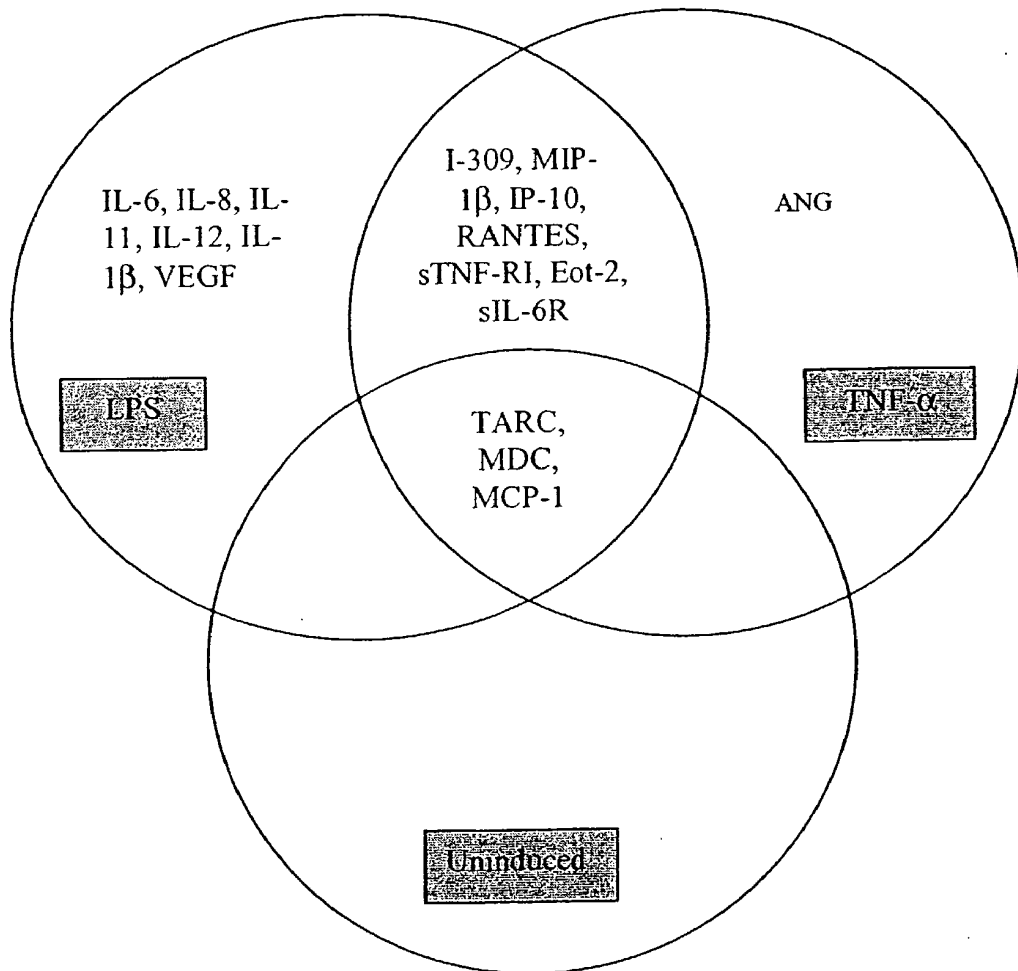 IL-6, IL-8, IL-
11, IL-12, IL-
1β, VEGF
I-309, MIP-
1β, IP-10,
RANTES,
sTNF-RI, Eot-2,
sIL-6R
ANG
LPS
TNF-α
TARC,
MDC,
MCP-1
Uninduced